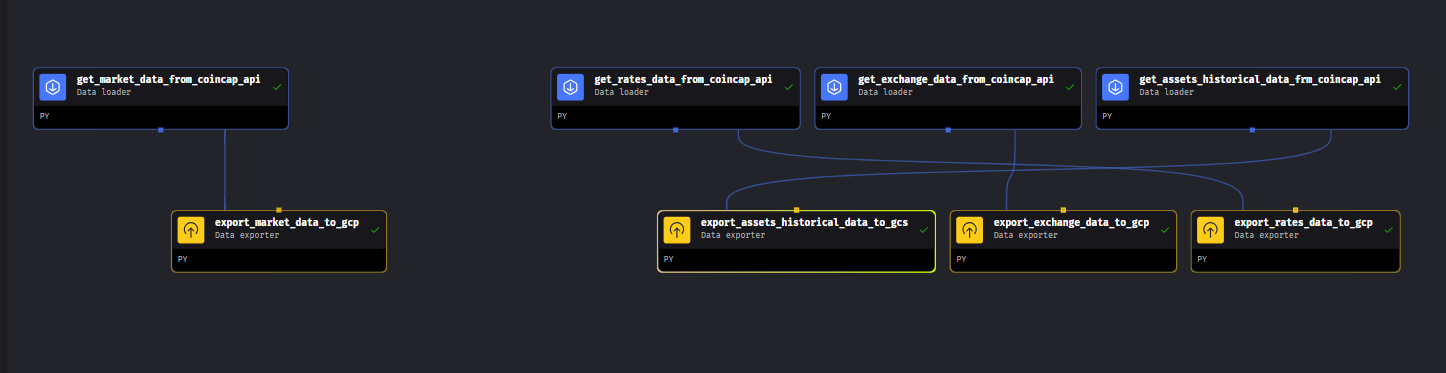 get_market_data_from_coincap_api
Data loader
PY
get_rates_data_from_coincap_api
Data loader
PY
get_exchange_data_from_coincap_api
Data loader
PY
get_assets_historical_data_frm_coincap_api
Data loader
PY
export_market_data_to_gcp
Data exporter
PY
export_assets_historical_data_to_gcs
Data exporter
PY
export_exchange_data_to_gcp
Data exporter
PY
export_rates_data_to_gcp
Data exporter
PY